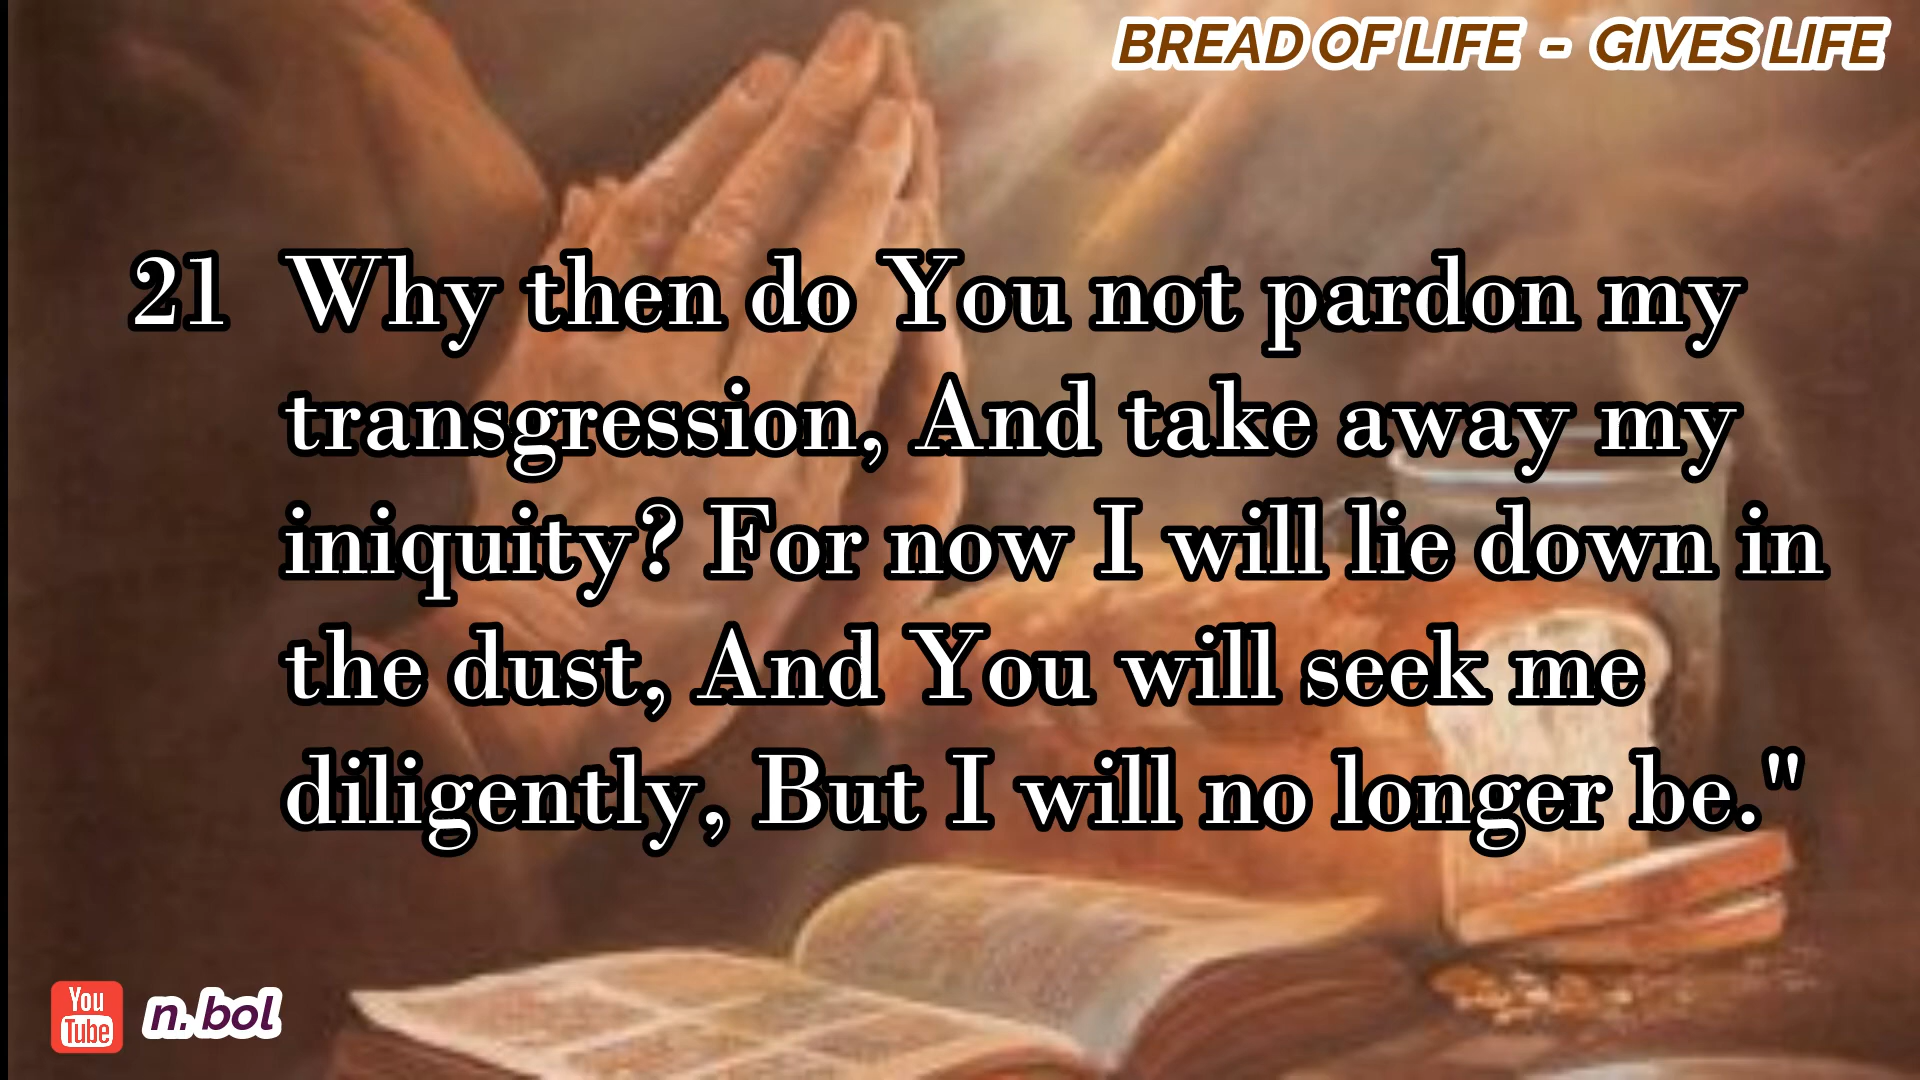 BREAD OF LIFE - GIVES LIFE
21 Why then do You not pardon my
transgression, And take away my
iniquity? For now I will lie down in
the dust, And You will seek me
diligently, But I will no longer be."
You
Tube
n. bol